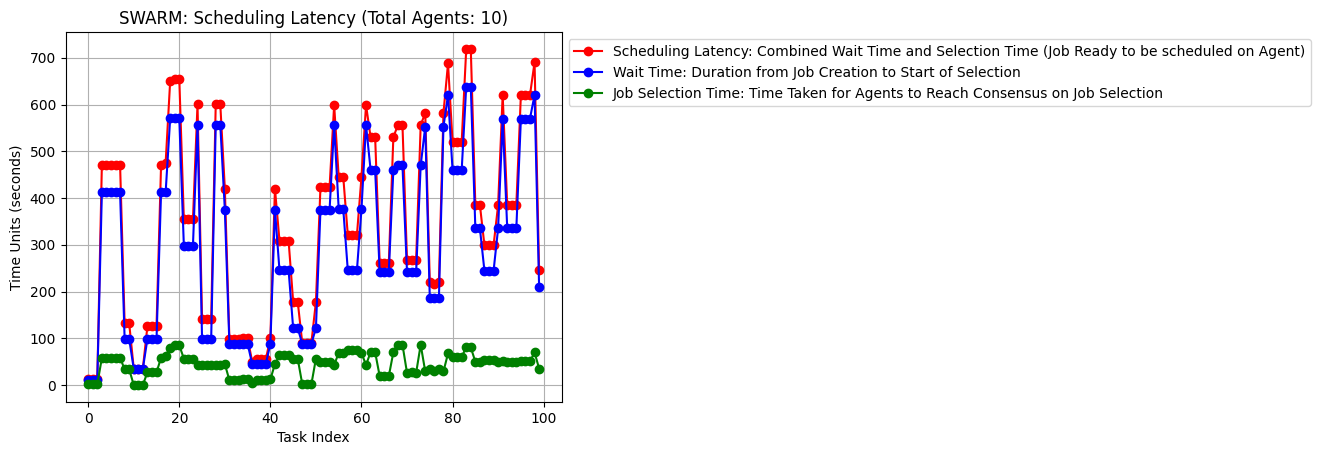 SWARM: Scheduling Latency (Total Agents: 10)
Scheduling Latency: Combined Wait Time and Selection Time (Job Ready to be scheduled on Agent)
Wait Time: Duration from Job Creation to Start of Selection
Job Selection Time: Time Taken for Agents to Reach Consensus on Job Selection
Time Units (seconds)
700
600
500
400
300
200
100
0
0
20
40
60
80
100
Task Index